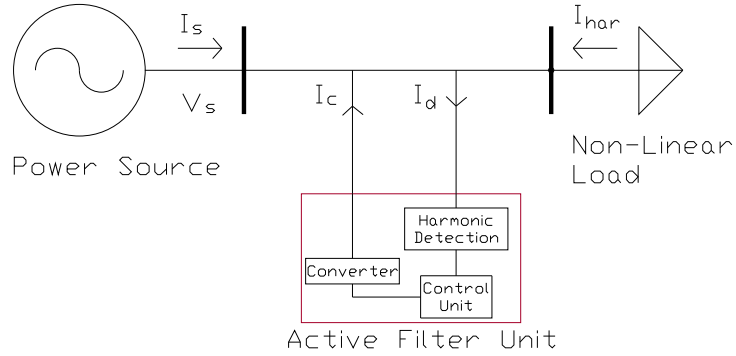 Is
Vs
Power Source
Ic
Id
Ihar
Non-Linear
Load
Harmonic
Detection
Converter
Control
Unit
Active Filter Unit